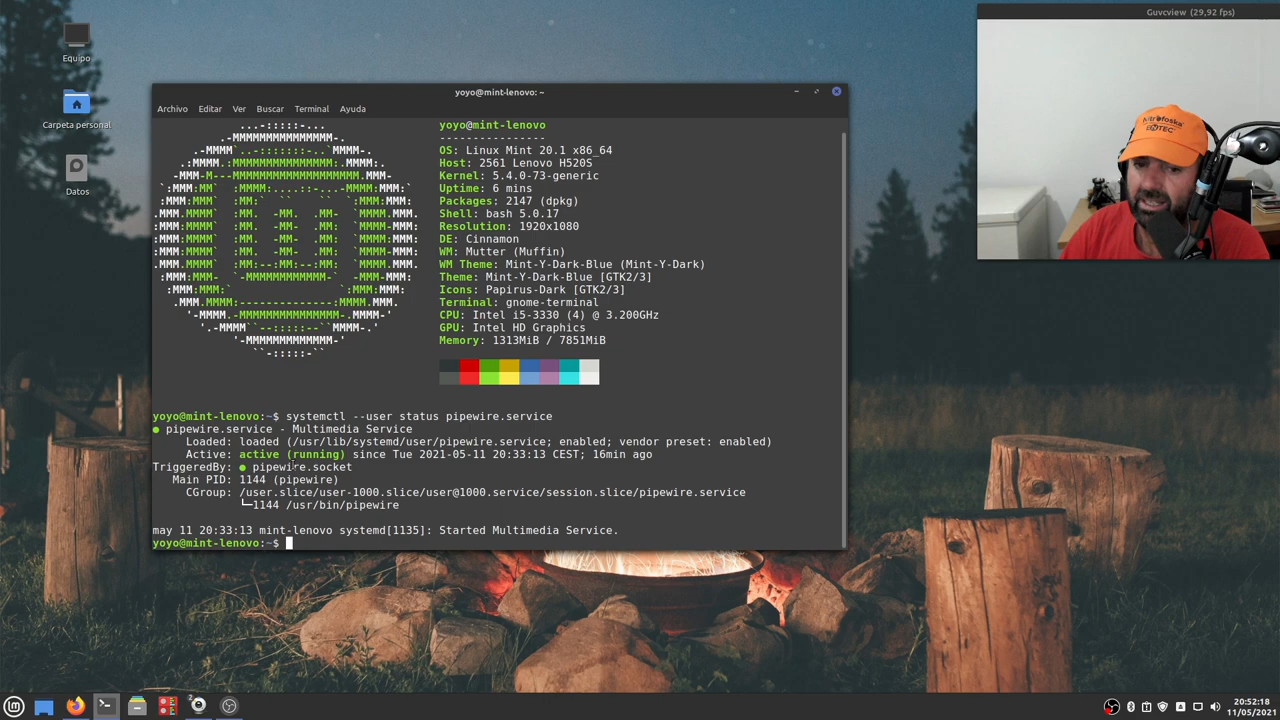 Guvcview (29,92 fps)
Equipo
Carpeta personal
Datos
yoyo@mint-lenovo: ~
Archivo Editar Ver Buscar Terminal Ayuda
yoyo@mint-lenovo
----------------
OS: Linux Mint 20.1 x86_64
Host: 2561 Lenovo H520S
Kernel: 5.4.0-73-generic
Uptime: 6 mins
Packages: 2147 (dpkg)
Shell: bash 5.0.17
Resolution: 1920x1080
DE: Cinnamon
WM: Mutter (Muffin)
WM Theme: Mint-Y-Dark-Blue (Mint-Y-Dark)
Theme: Mint-Y-Dark-Blue [GTK2/3]
Icons: Papirus-Dark [GTK2/3]
Terminal: gnome-terminal
CPU: Intel i5-3330 (4) @ 3.200GHz
GPU: Intel HD Graphics
Memory: 1313MiB / 7851MiB
yoyo@mint-lenovo:~$ systemctl --user status pipewire.service
● pipewire.service - Multimedia Service
Loaded: loaded (/usr/lib/systemd/user/pipewire.service; enabled; vendor preset: enabled)
Active: active (running) since Tue 2021-05-11 20:33:13 CEST; 16min ago
TriggeredBy: ● pipewire.socket
Main PID: 1144 (pipewire)
CGroup: /user.slice/user-1000.slice/user@1000.service/session.slice/pipewire.service
└─1144 /usr/bin/pipewire
may 11 20:33:13 mint-lenovo systemd[1135]: Started Multimedia Service.
yoyo@mint-lenovo:~$
20:52:18
11/05/2021